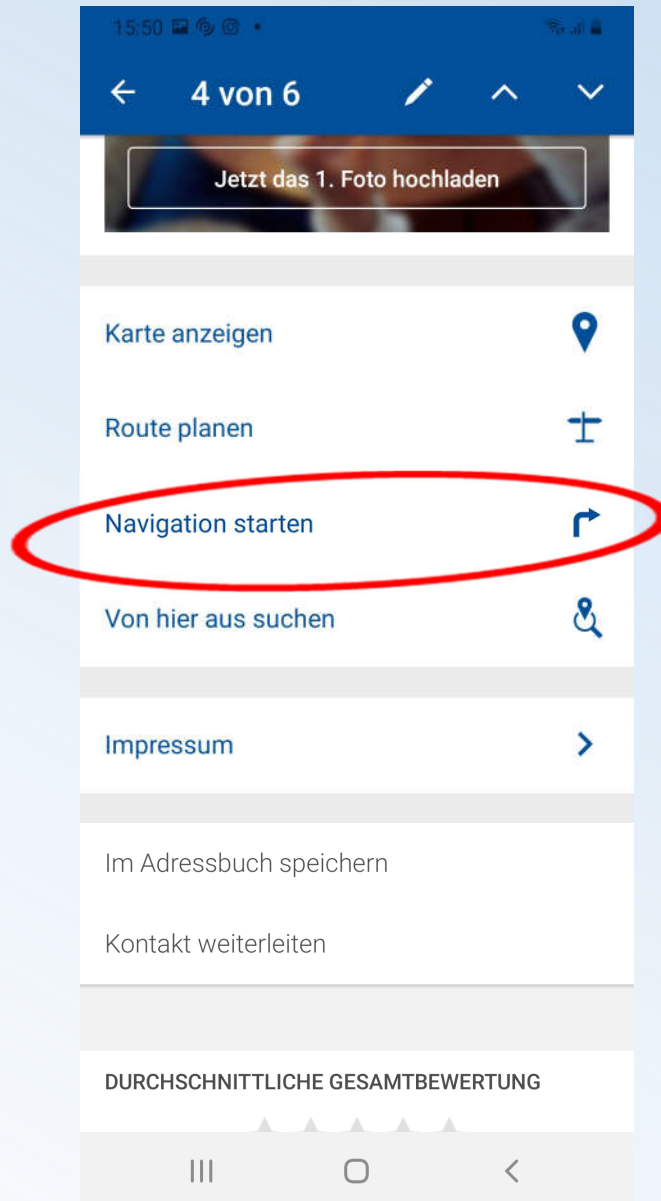 15:50
4 von 6
Jetzt das 1. Foto hochladen
Karte anzeigen
Route planen
Navigation starten
Von hier aus suchen
Impressum
Im Adressbuch speichern
Kontakt weiterleiten
DURCHSCHNITTLICHE GESAMTBEWERTUNG